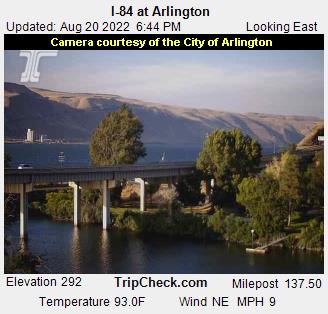 I-84 at Arlington
Updated: Aug 20 2022 6:44 PM Looking East
Camera courtesy of the City of Arlington
Elevation 292 TripCheck.com Milepost 137.50
Temperature 93.0F Wind NE MPH 9